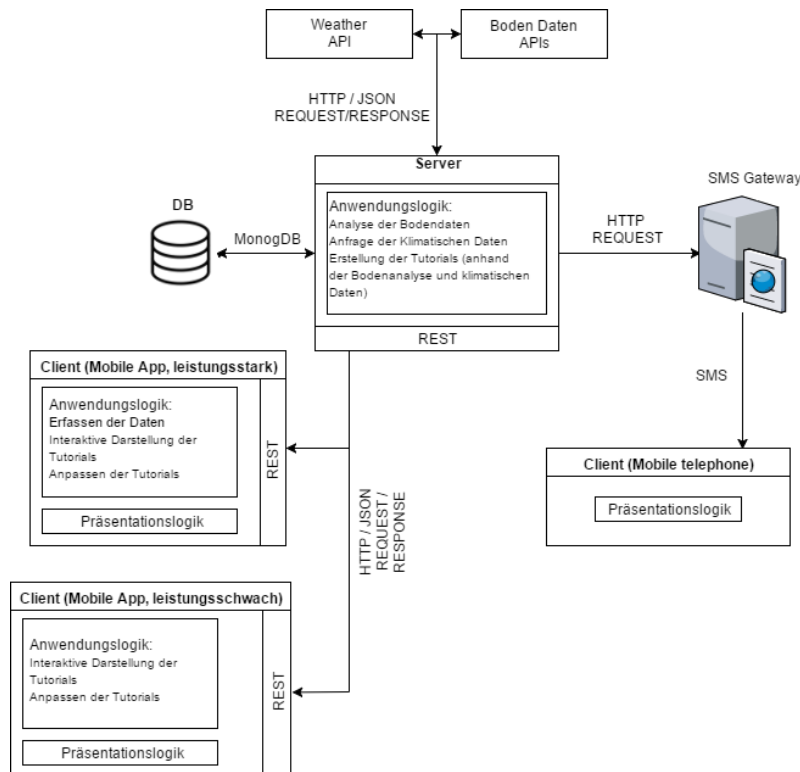 Weather
API
Boden Daten
APIs
HTTP / JSON
REQUEST/RESPONSE
Server
Anwendungslogik:
Analyse der Bodendaten
Anfrage der Klimatischen Daten
Erstellung der Tutorials (anhand
der Bodenanalyse und klimatischen
Daten)
REST
DB
MonogDB
HTTP
REQUEST
SMS Gateway
SMS
Client (Mobile App, leistungsstark)
Anwendungslogik:
Erfassen der Daten
Interaktive Darstellung der
Tutorials
Anpassen der Tutorials
Präsentationslogik
REST
HTTP / JSON
REQUEST /
RESPONSE
Client (Mobile telephone)
Präsentationslogik
Client (Mobile App, leistungsschwach)
Anwendungslogik:
Interaktive Darstellung der
Tutorials
Anpassen der Tutorials
Präsentationslogik
REST